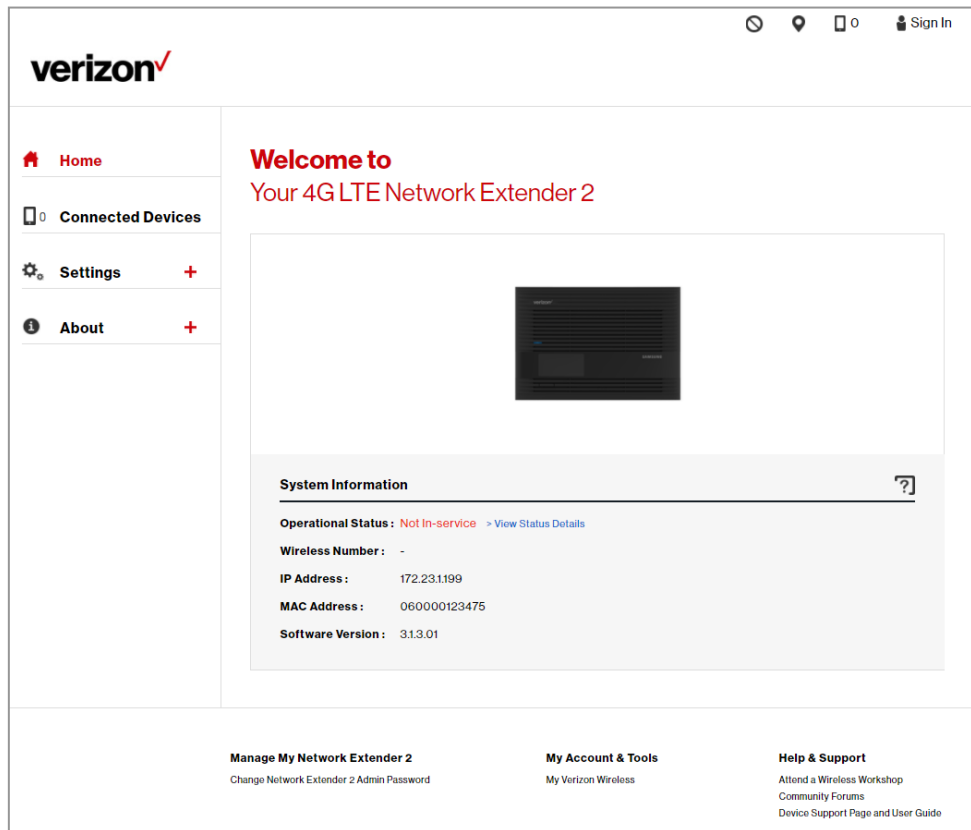 0 Sign In
verizon
Home
Welcome to
Your 4G LTE Network Extender 2
0 Connected Devices
Settings +
About +
verizon
SAMSUNG
System Information
?
Operational Status : Not In-service > View Status Details
Wireless Number : -
IP Address : 172.23.1.199
MAC Address : 060000123475
Software Version : 3.1.3.01
Manage My Network Extender 2
Change Network Extender 2 Admin Password
My Account & Tools
My Verizon Wireless
Help & Support
Attend a Wireless Workshop
Community Forums
Device Support Page and User Guide